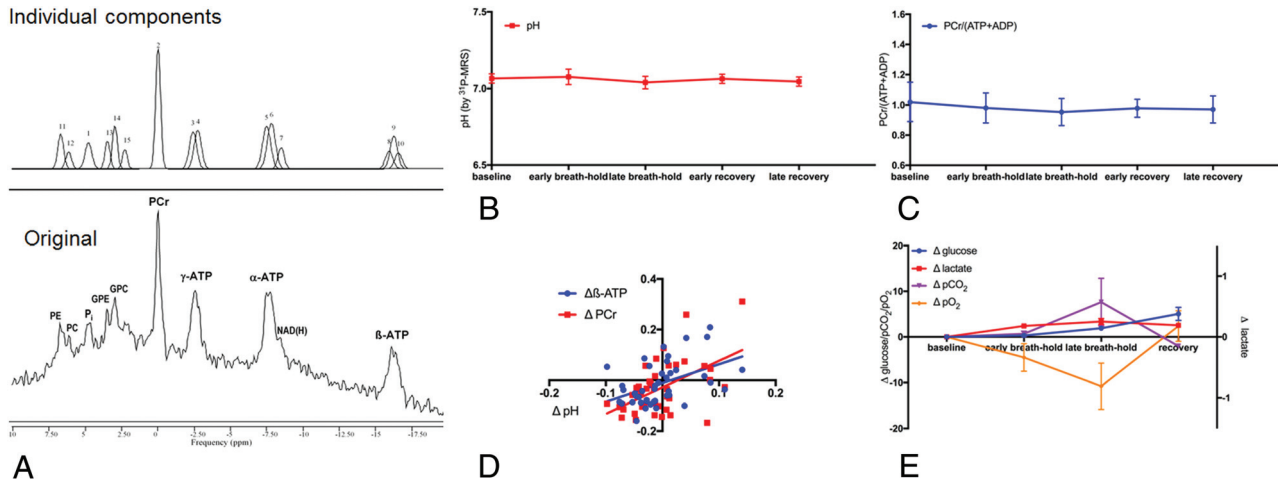 Individual components
2
11
12
1
13
14
15
3
4
5
6
7
8
9
10
Original
PCr
γ-ATP
α-ATP
GPC
GPE
PE
PC
Pi
NAD(H)
ß-ATP
10 7.50 5 2.50 0 -2.50 -5 -7.50 -10 -12.50 -15 -17.50
Frequency (ppm)
A
7.5
7.0
6.5
pH (by ³¹P-MRS)
pH
baseline early breath-hold late breath-hold early recovery late recovery
B
1.6
1.4
1.2
1.0
0.8
0.6
PCr/(ATP+ADP)
PCr/(ATP+ADP)
baseline early breath-hold late breath-hold early recovery late recovery
C
0.4
0.2
-0.2
Δß-ATP
Δ PCr
-0.2 -0.1 0.1 0.2
Δ pH
D
20
10
0
-10
-20
Δ glucose/pCO₂/pO₂
Δ glucose
Δ lactate
Δ pCO₂
Δ pO₂
baseline early breath-hold late breath-hold recovery
1
0
-1
Δ lactate
E